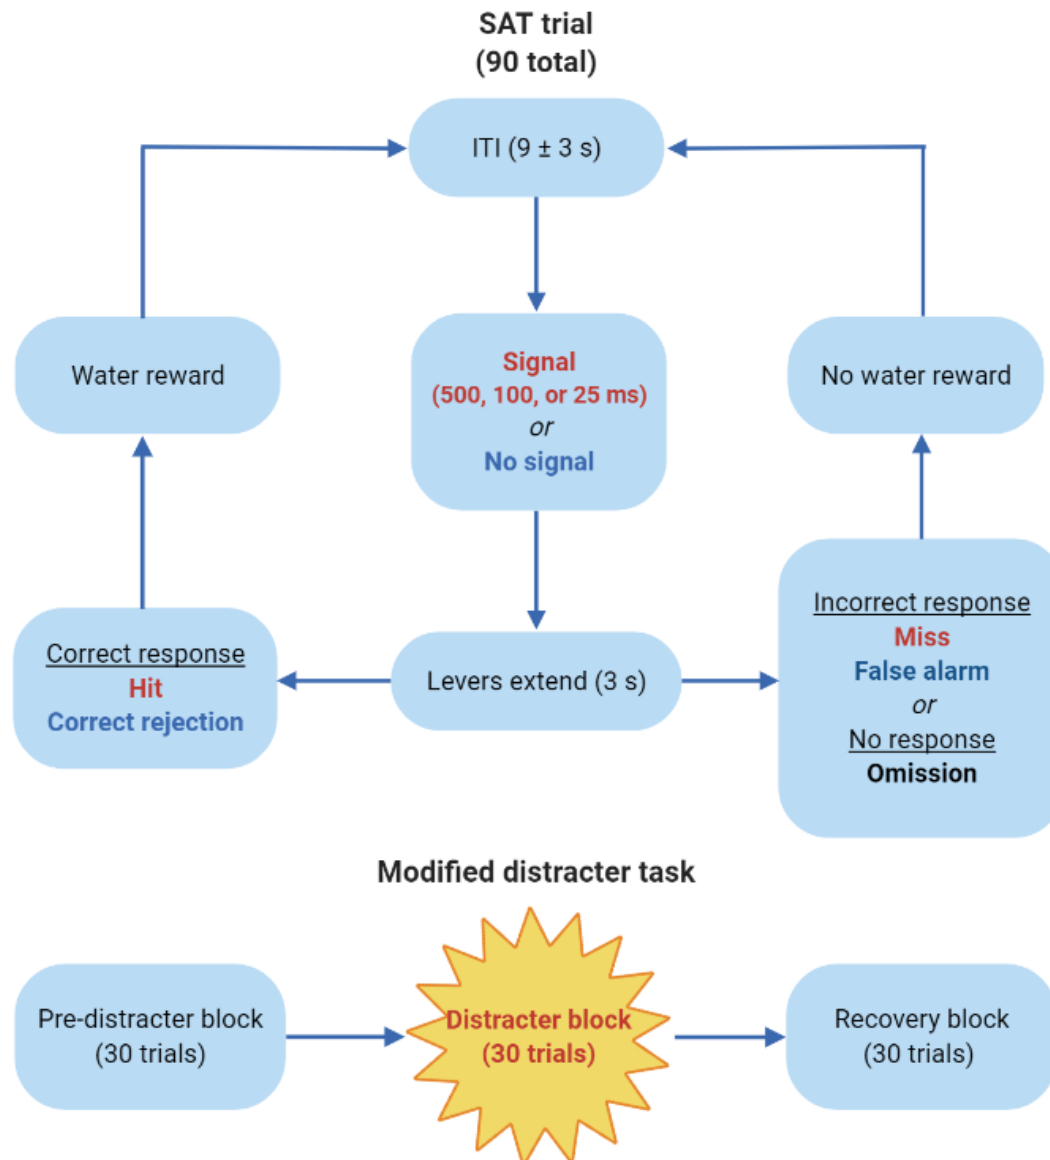 SAT trial
(90 total)
ITI (9 ± 3 s)
Water reward
Signal
(500, 100, or 25 ms)
or
No signal
No water reward
Correct response
Hit
Correct rejection
Levers extend (3 s)
Incorrect response
Miss
False alarm
or
No response
Omission
Modified distracter task
Pre-distracter block
(30 trials)
Distracter block
(30 trials)
Recovery block
(30 trials)